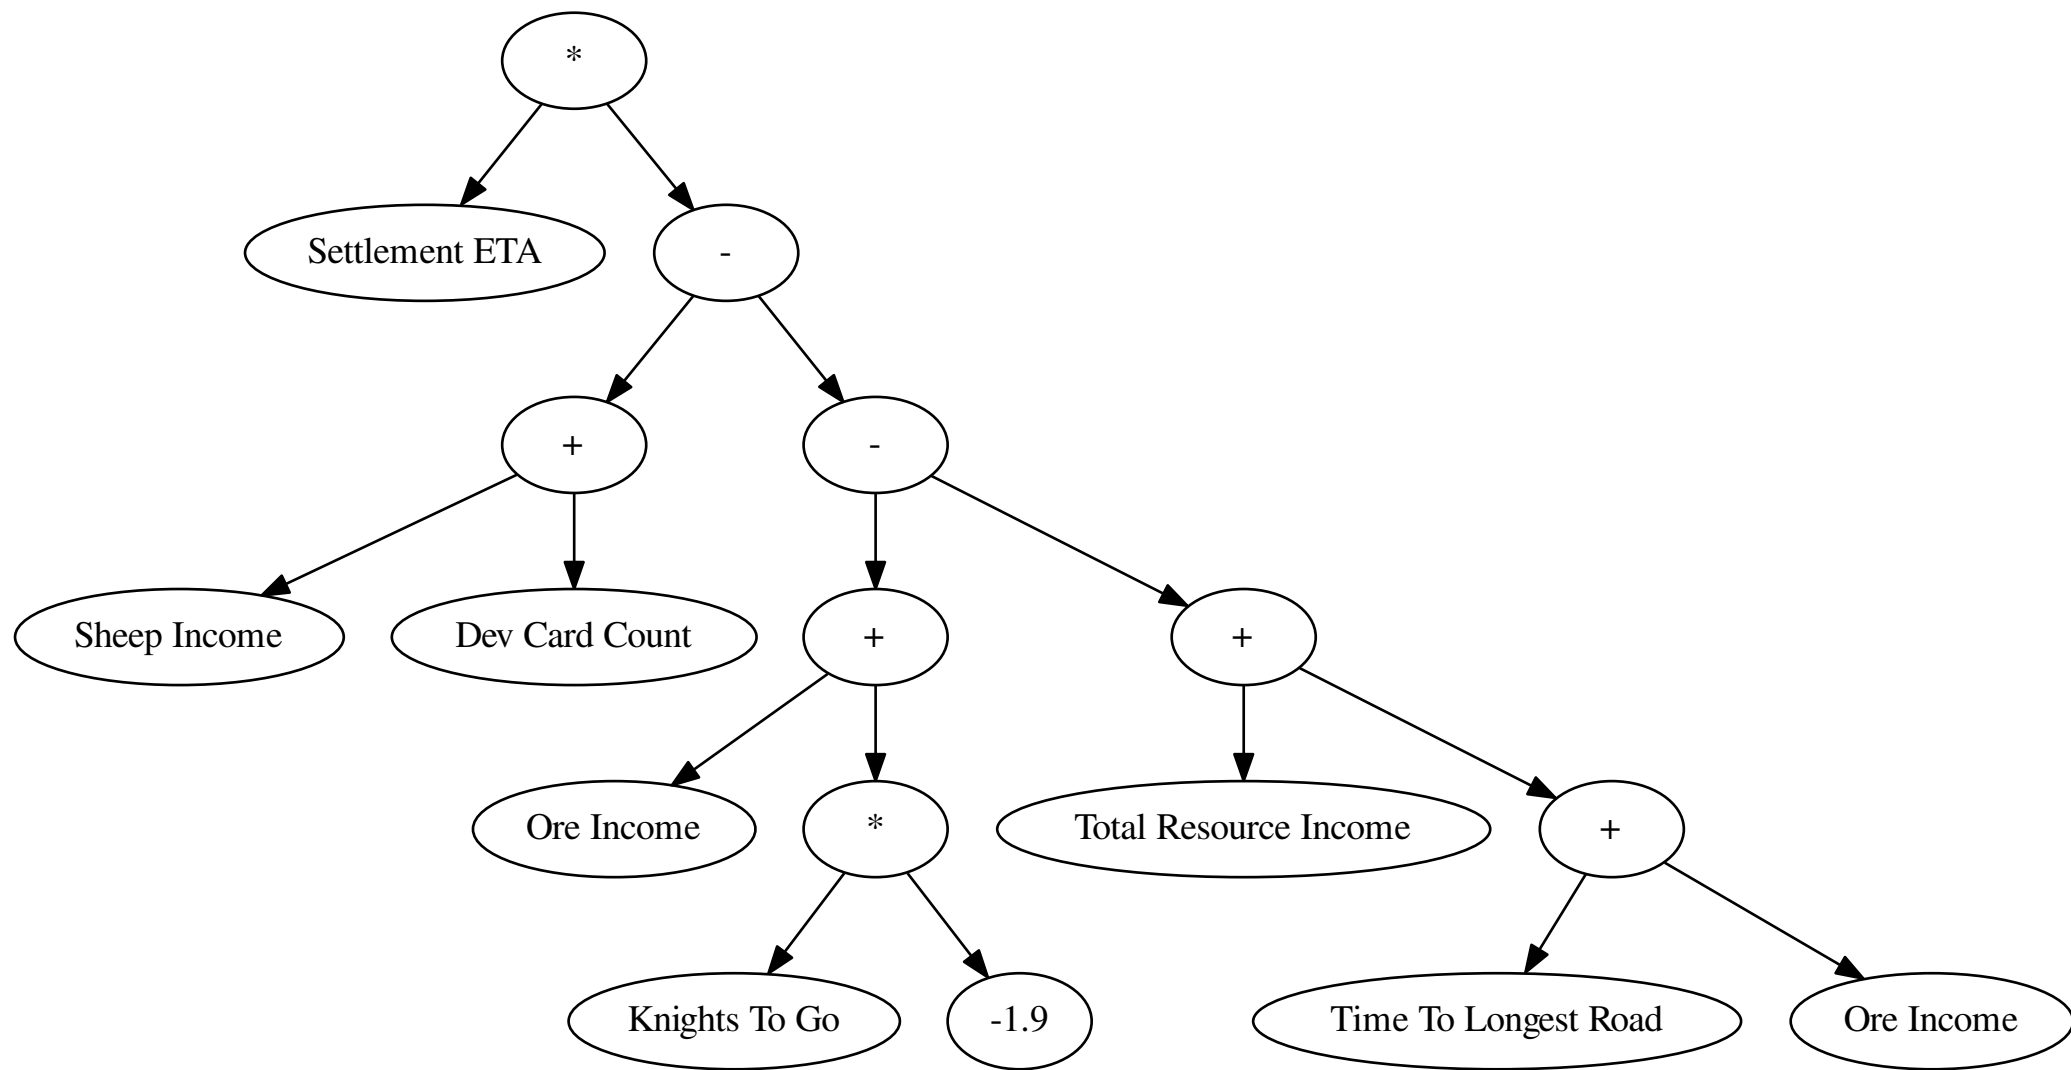 *
Settlement ETA
-
+
-
Sheep Income
Dev Card Count
+
+
Ore Income
*
Total Resource Income
+
Knights To Go
-1.9
Time To Longest Road
Ore Income